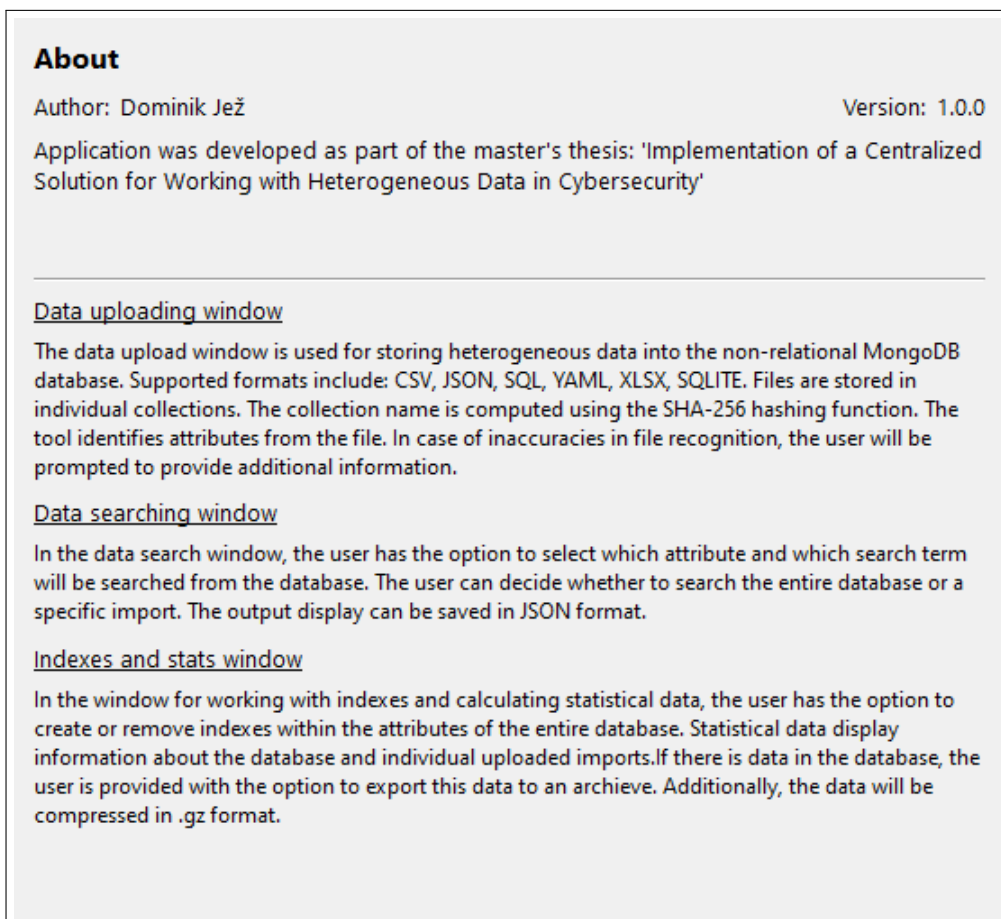 About
Author: Dominik Jež
Version: 1.0.0
Application was developed as part of the master's thesis: 'Implementation of a Centralized
Solution for Working with Heterogeneous Data in Cybersecurity'
Data uploading window
The data upload window is used for storing heterogeneous data into the non-relational MongoDB
database. Supported formats include: CSV, JSON, SQL, YAML, XLSX, SQLITE. Files are stored in
individual collections. The collection name is computed using the SHA-256 hashing function. The
tool identifies attributes from the file. In case of inaccuracies in file recognition, the user will be
prompted to provide additional information.
Data searching window
In the data search window, the user has the option to select which attribute and which search term
will be searched from the database. The user can decide whether to search the entire database or a
specific import. The output display can be saved in JSON format.
Indexes and stats window
In the window for working with indexes and calculating statistical data, the user has the option to
create or remove indexes within the attributes of the entire database. Statistical data display
information about the database and individual uploaded imports.If there is data in the database, the
user is provided with the option to export this data to an archieve. Additionally, the data will be
compressed in .gz format.